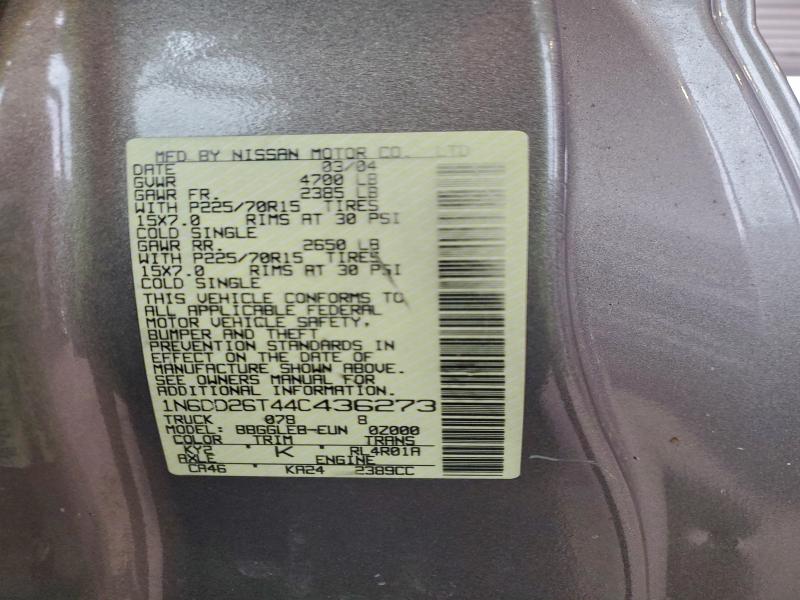 MFD BY NISSAN MOTOR CO. LTD
DATE 03/04
GVWR 4700 LB
GAWR FR. 2385 LB
WITH P225/70R15 TIRES
15X7.0 RIMS AT 30 PSI
COLD SINGLE
GAWR RR. 2650 LB
WITH P225/70R15 TIRES
15X7.0 RIMS AT 30 PSI
COLD SINGLE
THIS VEHICLE CONFORMS TO
ALL APPLICABLE FEDERAL
MOTOR VEHICLE SAFETY,
BUMPER AND THEFT
PREVENTION STANDARDS IN
EFFECT ON THE DATE OF
MANUFACTURE SHOWN ABOVE.
SEE OWNERS MANUAL FOR
ADDITIONAL INFORMATION.
1N6DD26T44C436273
TRUCK 078 8
MODEL: BBGGLEB-EUN 0Z000
COLOR TRIM TRANS
KY2 K RL4R01A
AXLE ENGINE
CA46 KA24 2389CC